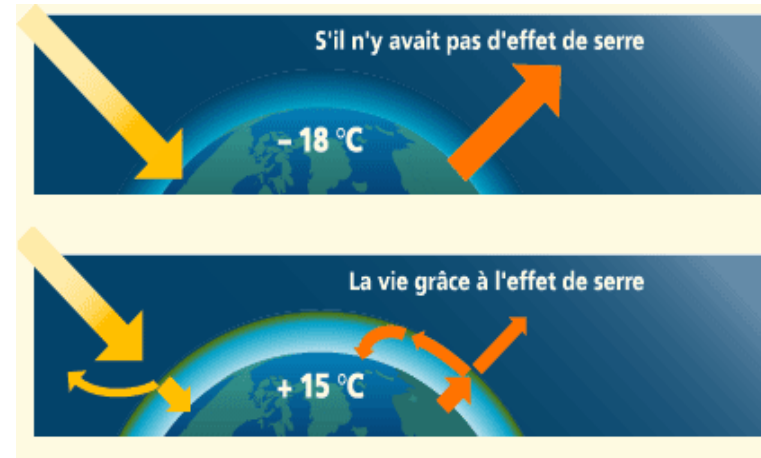 S'il n'y avait pas d'effet de serre
– 18 °C
La vie grâce à l'effet de serre
+ 15 °C